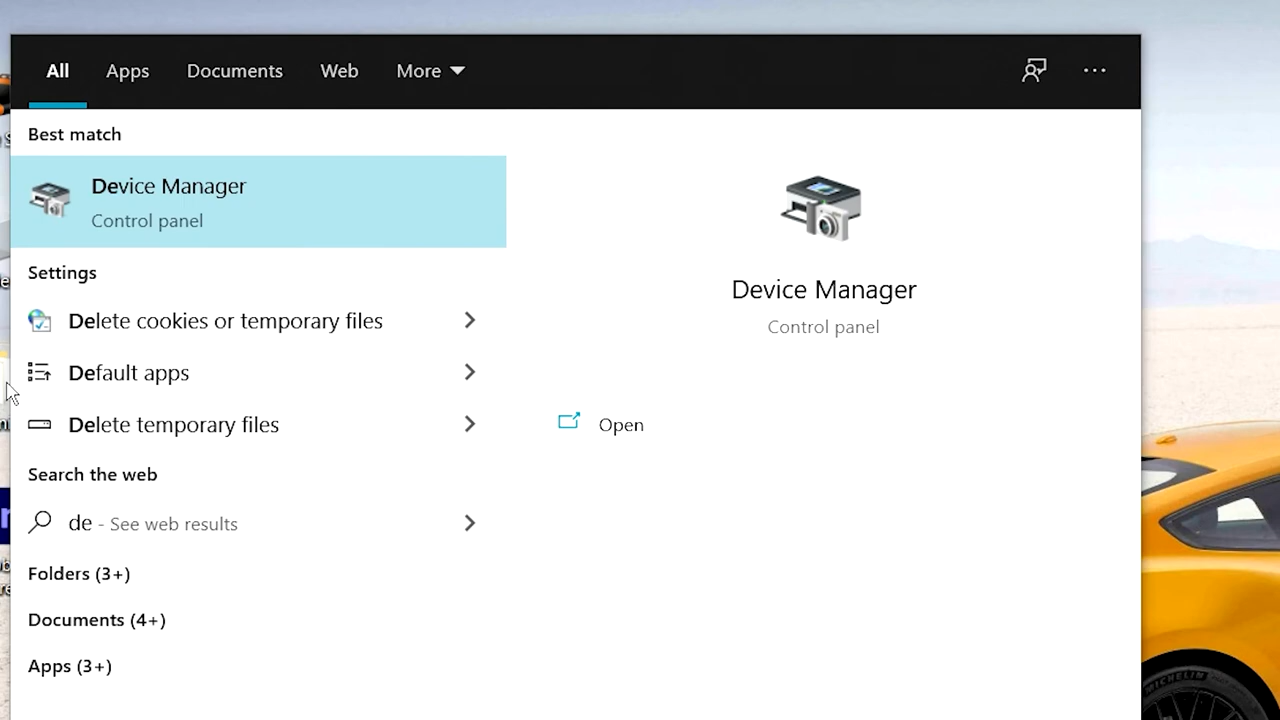 All Apps Documents Web More
Best match
Device Manager
Control panel
Settings
Delete cookies or temporary files
Default apps
Delete temporary files
Search the web
de - See web results
Folders (3+)
Documents (4+)
Apps (3+)
Device Manager
Control panel
Open
MICHELIN